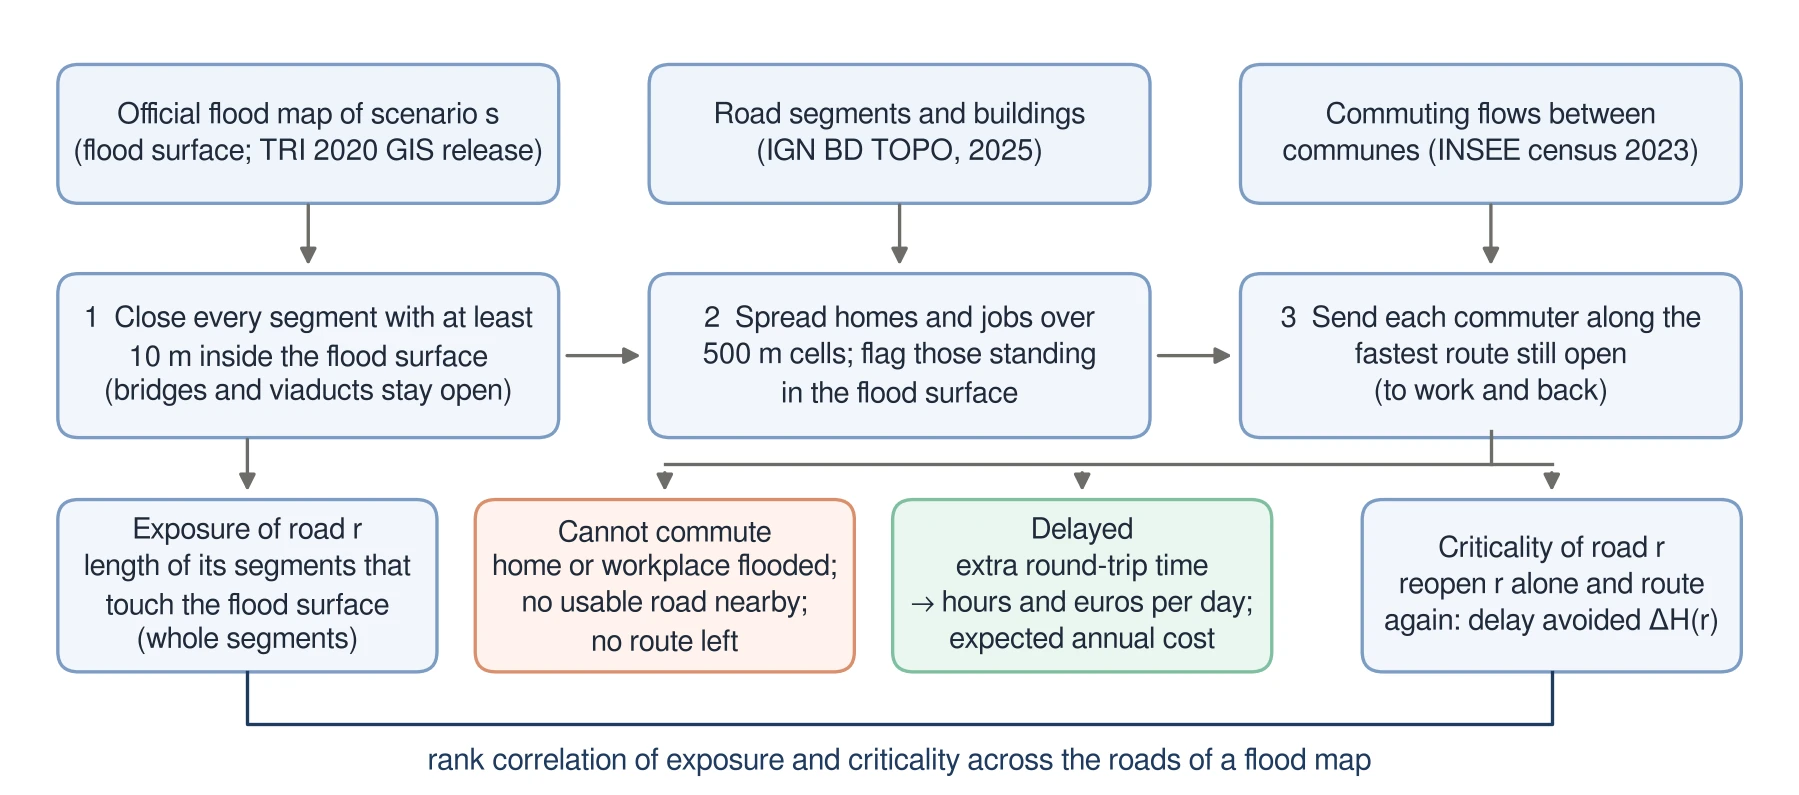 Official flood map of scenario s
(flood surface; TRI 2020 GIS release)
Road segments and buildings
(IGN BD TOPO, 2025)
Commuting flows between
communes (INSEE census 2023)
1 Close every segment with at least
10 m inside the flood surface
(bridges and viaducts stay open)
2 Spread homes and jobs over
500 m cells; flag those standing
in the flood surface
3 Send each commuter along the
fastest route still open
(to work and back)
Exposure of road r
length of its segments that
touch the flood surface
(whole segments)
Cannot commute
home or workplace flooded;
no usable road nearby;
no route left
Delayed
extra round-trip time
→ hours and euros per day;
expected annual cost
Criticality of road r
reopen r alone and route
again: delay avoided ΔH(r)
rank correlation of exposure and criticality across the roads of a flood map